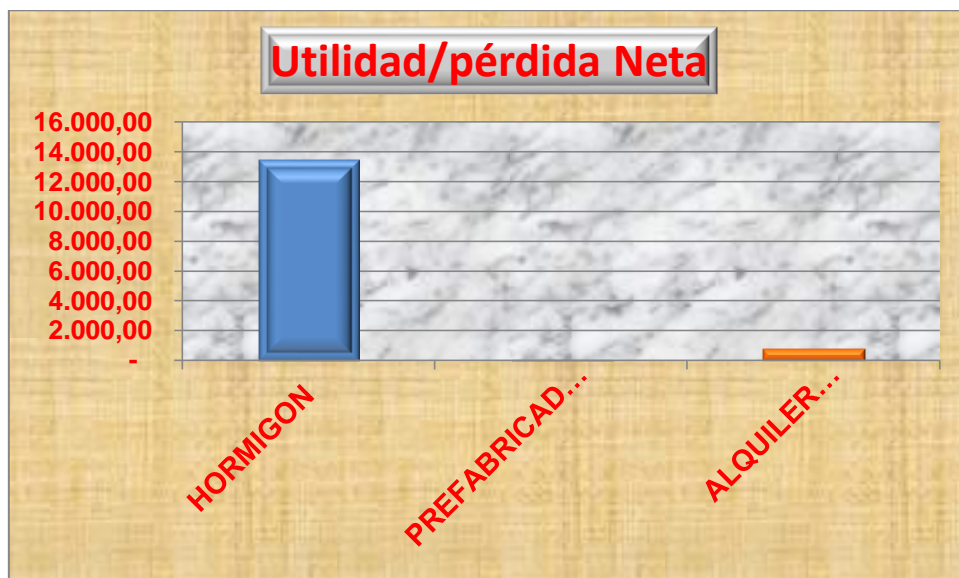 Utilidad/pérdida Neta
16.000,00
14.000,00
12.000,00
10.000,00
8.000,00
6.000,00
4.000,00
2.000,00
-
HORMIGON
PREFABRICAD...
ALQUILER...